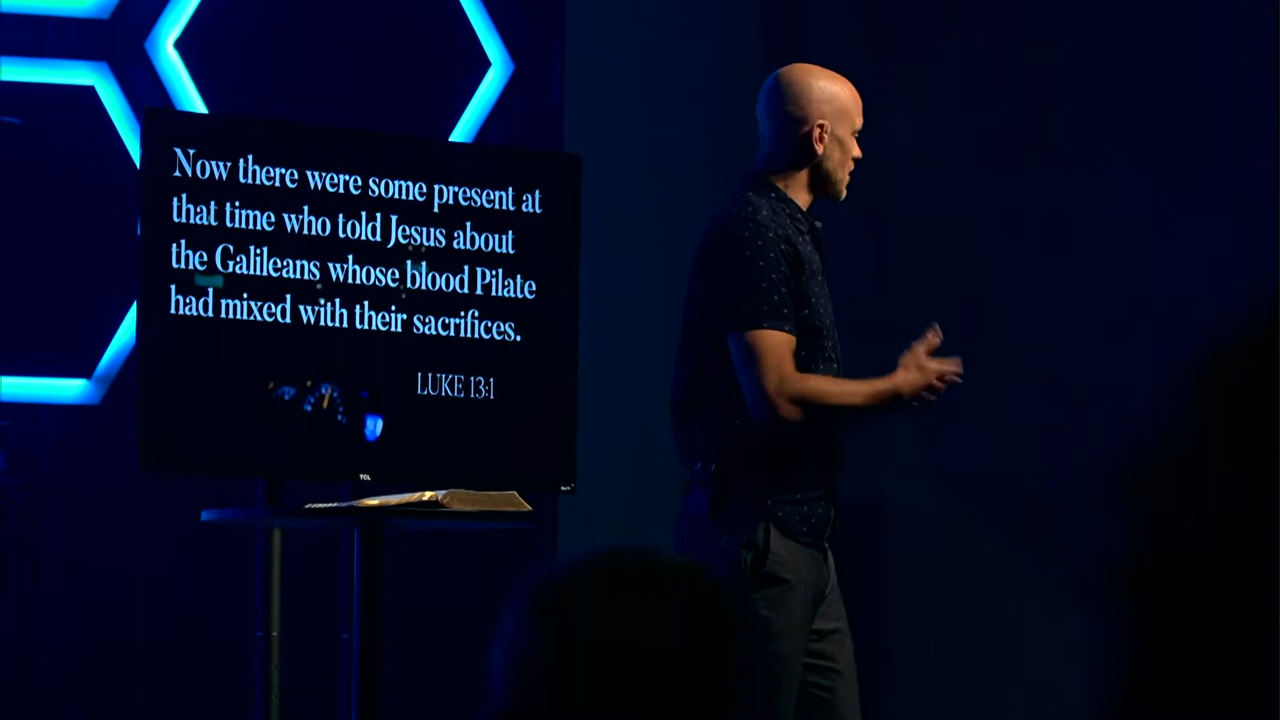 Now there were some present at
that time who told Jesus about
the Galileans whose blood Pilate
had mixed with their sacrifices.
LUKE 13:1
TCL